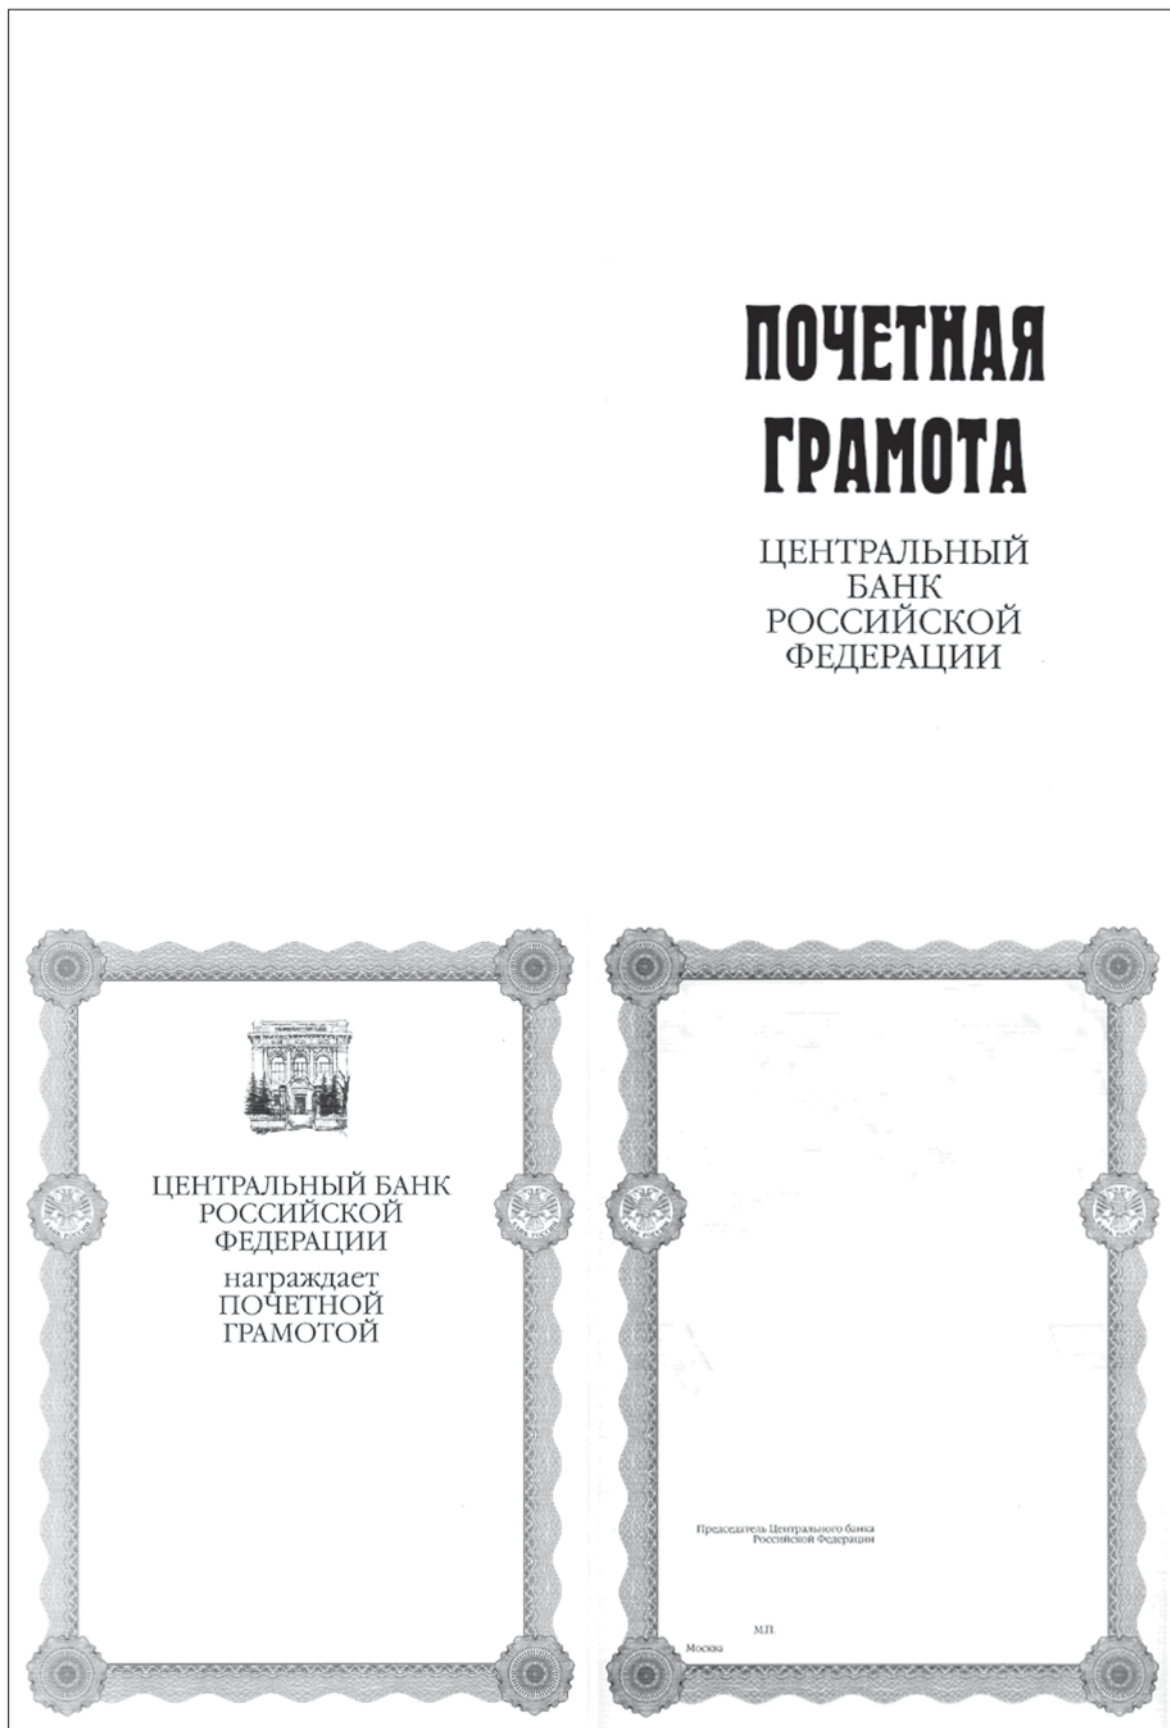 ПОЧЕТНАЯ
ГРАМОТА
ЦЕНТРАЛЬНЫЙ
БАНК
РОССИЙСКОЙ
ФЕДЕРАЦИИ
ЦЕНТРАЛЬНЫЙ БАНК
РОССИЙСКОЙ
ФЕДЕРАЦИИ
награждает
ПОЧЕТНОЙ
ГРАМОТОЙ
Председатель Центрального банка
Российской Федерации
М.П.
Москва